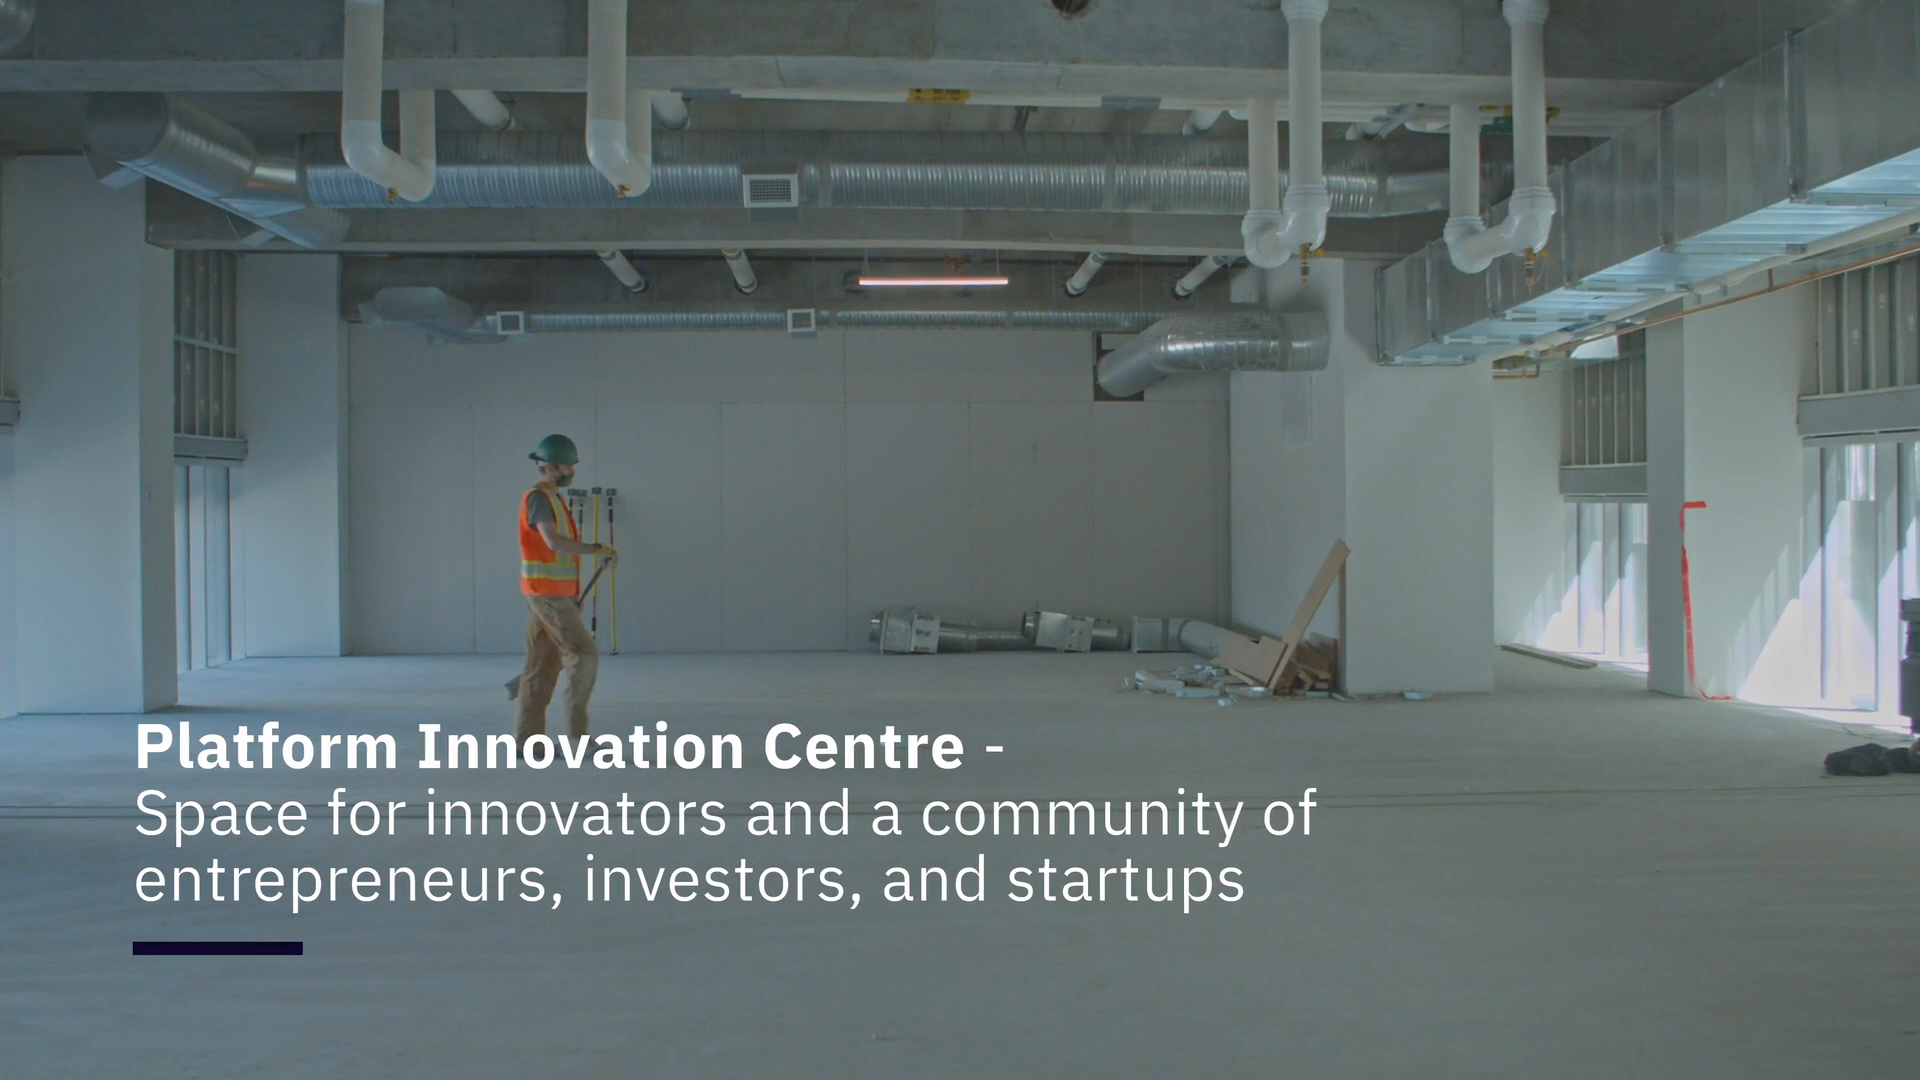 Platform Innovation Centre -
Space for innovators and a community of
entrepreneurs, investors, and startups